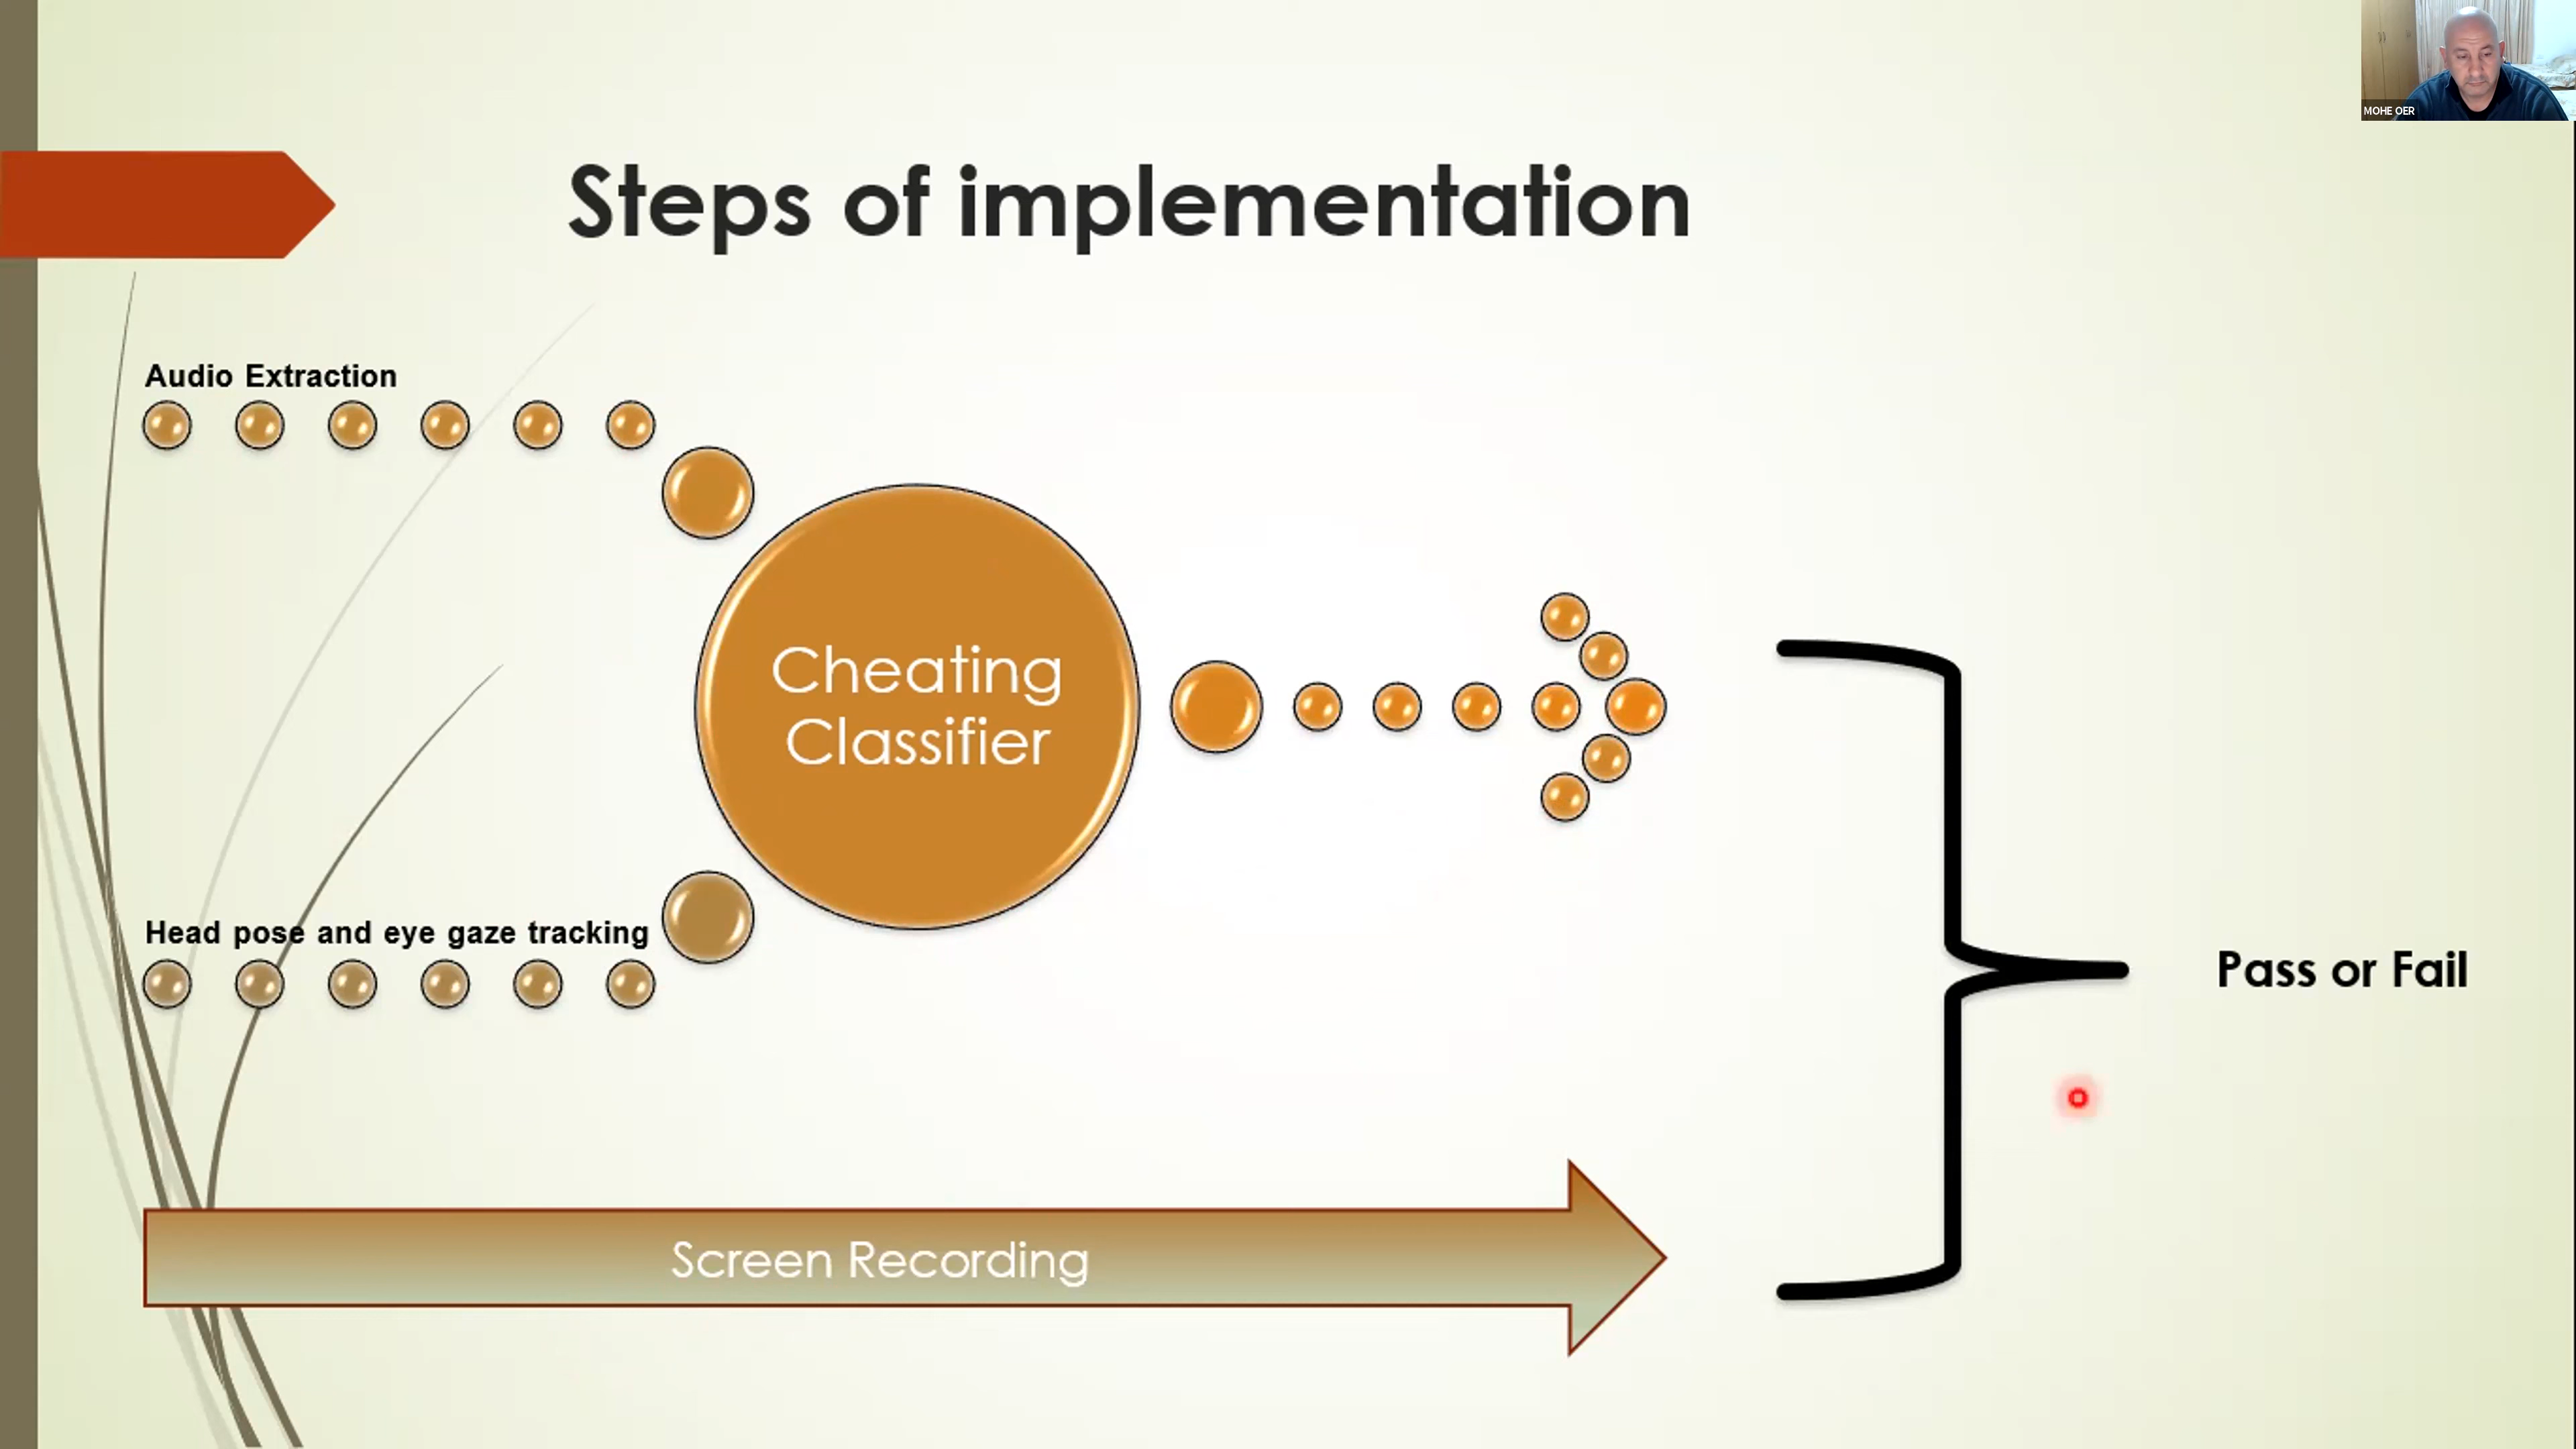 MOHE OER
Steps of implementation
Audio Extraction
Cheating
Classifier
Head pose and eye gaze tracking
Pass or Fail
Screen Recording